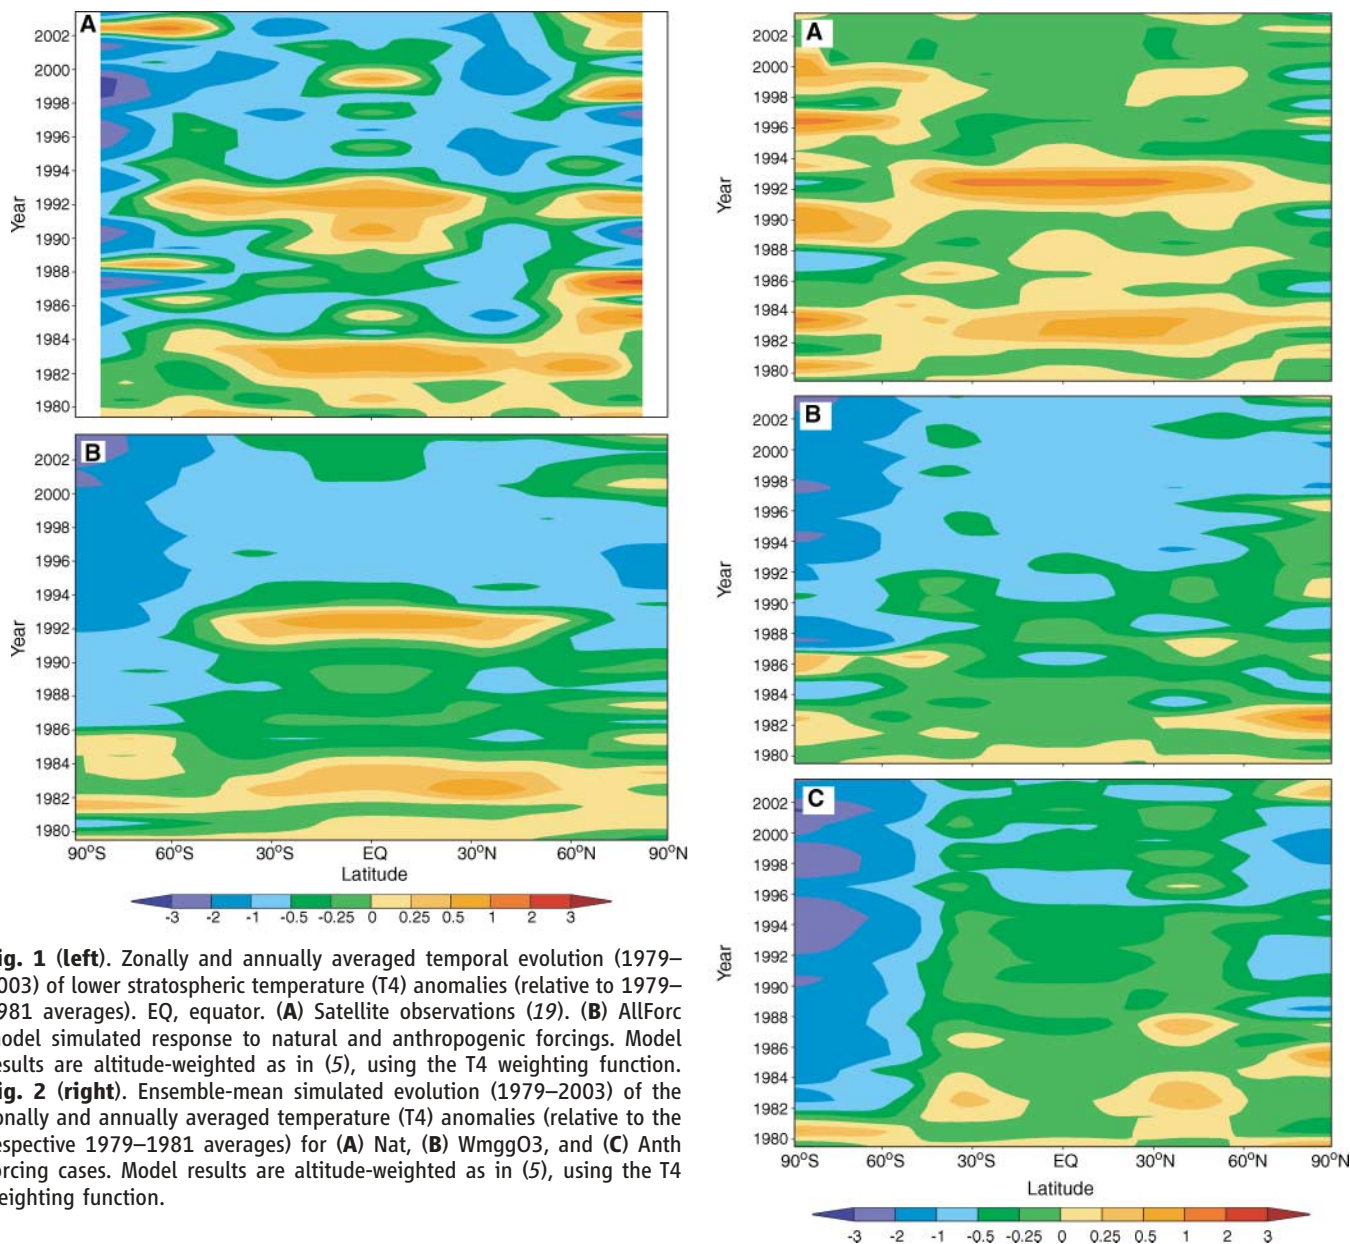 A
2002
2000
1998
1996
1994
1992
1990
1988
1986
1984
1982
1980
Year
B
2002
2000
1998
1996
1994
1992
1990
1988
1986
1984
1982
1980
Year
90°S 60°S 30°S EQ 30°N 60°N 90°N
Latitude
-3 -2 -1 -0.5 -0.25 0 0.25 0.5 1 2 3
ig. 1 (left). Zonally and annually averaged temporal evolution (1979–
003) of lower stratospheric temperature (T4) anomalies (relative to 1979–
981 averages). EQ, equator. (A) Satellite observations (19). (B) AllForc
odel simulated response to natural and anthropogenic forcings. Model
esults are altitude-weighted as in (5), using the T4 weighting function.
ig. 2 (right). Ensemble-mean simulated evolution (1979–2003) of the
onally and annually averaged temperature (T4) anomalies (relative to the
espective 1979–1981 averages) for (A) Nat, (B) WmggO3, and (C) Anth
orcing cases. Model results are altitude-weighted as in (5), using the T4
eighting function.
A
2002
2000
1998
1996
1994
1992
1990
1988
1986
1984
1982
1980
Year
B
2002
2000
1998
1996
1994
1992
1990
1988
1986
1984
1982
1980
Year
C
2002
2000
1998
1996
1994
1992
1990
1988
1986
1984
1982
1980
Year
90°S 60°S 30°S EQ 30°N 60°N 90°N
Latitude
-3 -2 -1 -0.5 -0.25 0 0.25 0.5 1 2 3